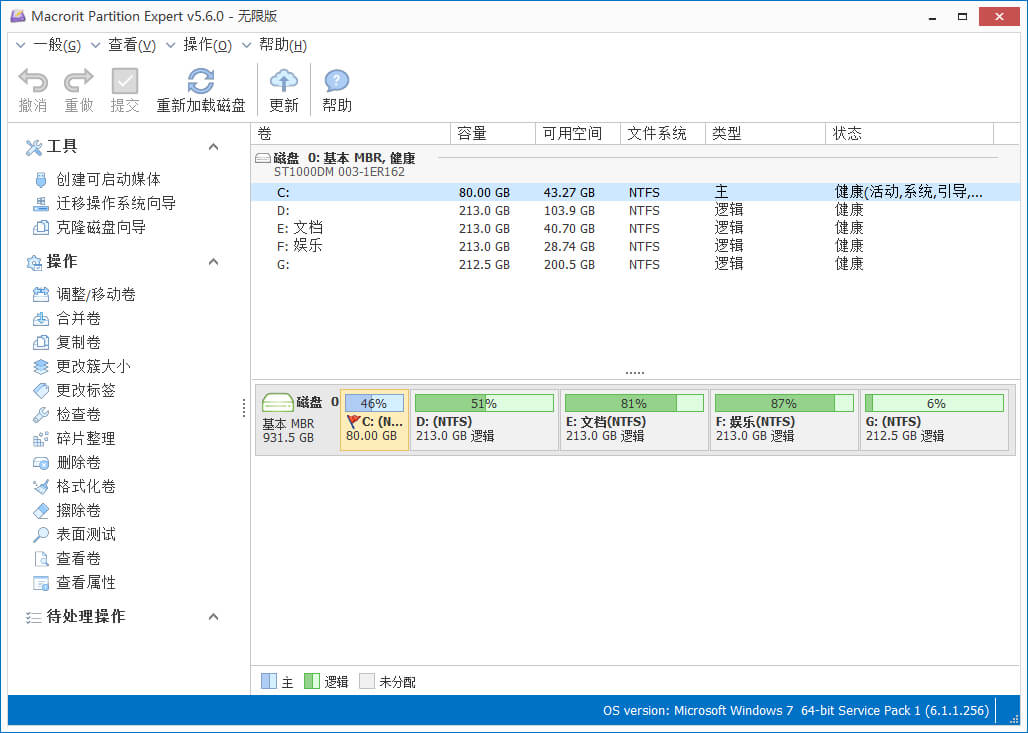 Macrorit Partition Expert v5.6.0 - 无限版
一般(G) 查看(V) 操作(O) 帮助(H)
撤消 重做 提交 重新加载磁盘 更新 帮助
工具
创建可启动媒体
迁移操作系统向导
克隆磁盘向导
操作
调整/移动卷
合并卷
复制卷
更改簇大小
更改标签
检查卷
碎片整理
删除卷
格式化卷
擦除卷
表面测试
查看卷
查看属性
待处理操作
卷 容量 可用空间 文件系统 类型 状态
磁盘 0: 基本 MBR, 健康
ST1000DM 003-1ER162
C: 80.00 GB 43.27 GB NTFS 主 健康(活动,系统,引导,...
D: 213.0 GB 103.9 GB NTFS 逻辑 健康
E: 文档 213.0 GB 40.70 GB NTFS 逻辑 健康
F: 娱乐 213.0 GB 28.74 GB NTFS 逻辑 健康
G: 212.5 GB 200.5 GB NTFS 逻辑 健康
磁盘 0
基本 MBR
931.5 GB
46%
C: (N...
80.00 GB
51%
D: (NTFS)
213.0 GB 逻辑
81%
E: 文档(NTFS)
213.0 GB 逻辑
87%
F: 娱乐(NTFS)
213.0 GB 逻辑
6%
G: (NTFS)
212.5 GB 逻辑
主 逻辑 未分配
OS version: Microsoft Windows 7 64-bit Service Pack 1 (6.1.1.256)